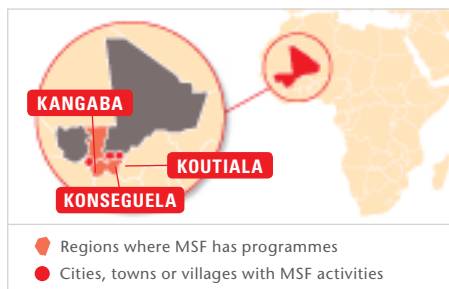 KANGABA
KOUTIALA
KONSEGUELA
Regions where MSF has programmes
Cities, towns or villages with MSF activities